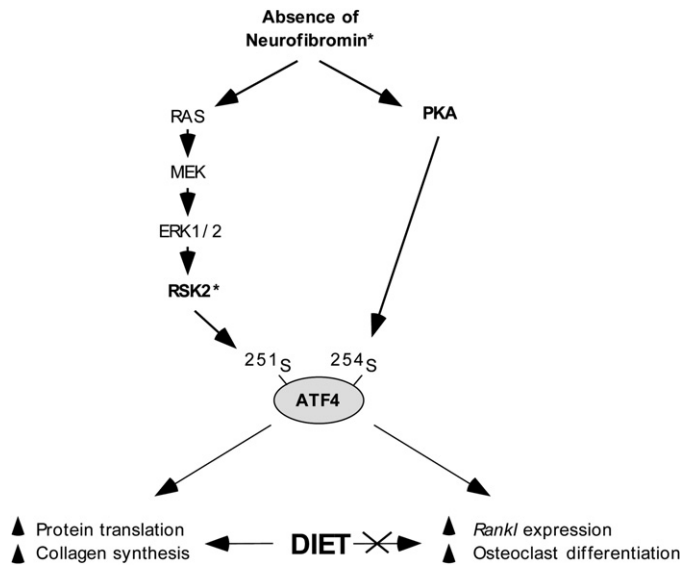 Absence of
Neurofibromin*
RAS
PKA
MEK
ERK1/2
RSK2*
251S 254S
ATF4
Protein translation
Collagen synthesis
DIET
Rankl expression
Osteoclast differentiation